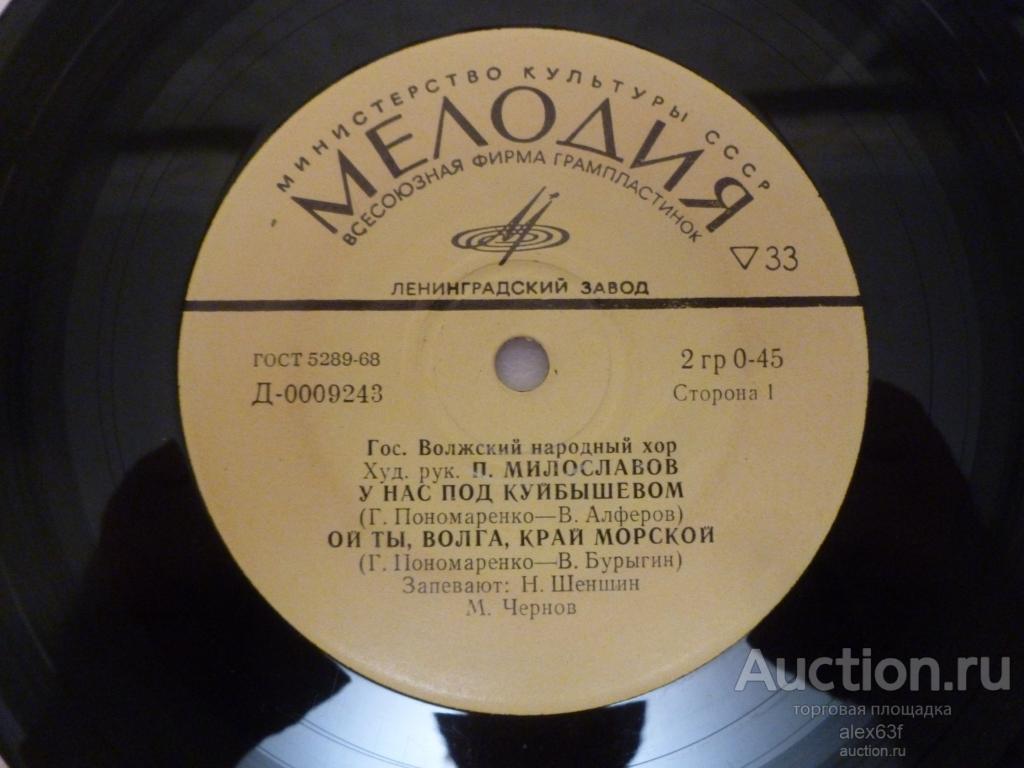 МИНИСТЕРСТВО КУЛЬТУРЫ СССР
МЕЛОДИЯ
ВСЕСОЮЗНАЯ ФИРМА ГРАМПЛАСТИНОК
33
ЛЕНИНГРАДСКИЙ ЗАВОД
ГОСТ 5289-68
2 гр 0-45
Д-0009243
Сторона 1
Гос. Волжский народный хор
Худ. рук. П. МИЛОСЛАВОВ
У НАС ПОД КУЙБЫШЕВОМ
(Г. Пономаренко—В. Алферов)
ОЙ ТЫ, ВОЛГА, КРАЙ МОРСКОЙ
(Г. Пономаренко—В. Бурыгин)
Запевают: Н. Шеншин
М. Чернов
Auction.ru
торговая площадка
alex63f
auction.ru